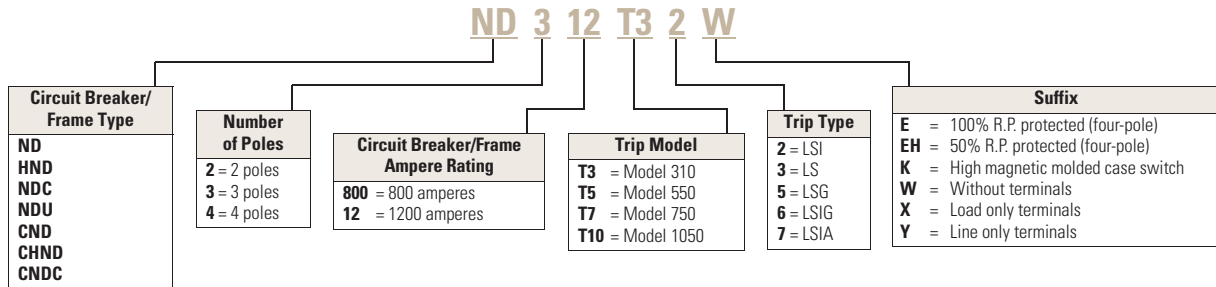 ND 3 12 T3 2 W
Circuit Breaker/
Frame Type
ND
HND
NDC
NDU
CND
CHND
CNDC
Number
of Poles
2 = 2 poles
3 = 3 poles
4 = 4 poles
Circuit Breaker/Frame
Ampere Rating
800 = 800 amperes
12 = 1200 amperes
Trip Model
T3 = Model 310
T5 = Model 550
T7 = Model 750
T10 = Model 1050
Trip Type
2 = LSI
3 = LS
5 = LSG
6 = LSIG
7 = LSIA
Suffix
E = 100% R.P. protected (four-pole)
EH = 50% R.P. protected (four-pole)
K = High magnetic molded case switch
W = Without terminals
X = Load only terminals
Y = Line only terminals